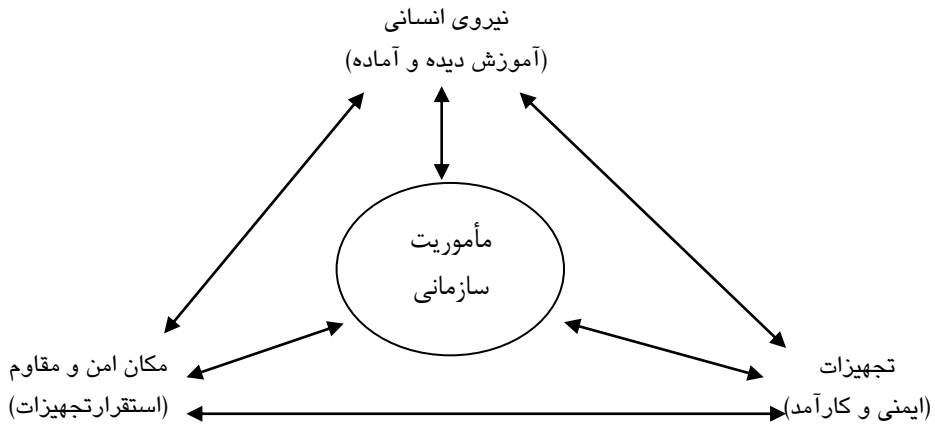 نیروی انسانی
(آموزش دیده و آماده)
مأموریت
سازمانی
تجهیزات
(ایمنی و کارآمد)
مکان امن و مقاوم
(استقرارتجهیزات)